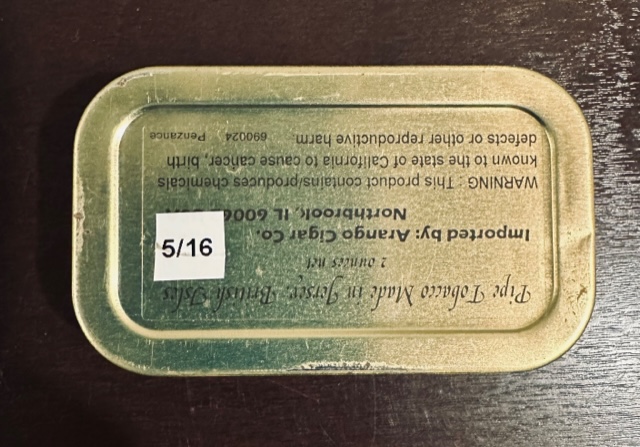 Pipe Tobacco Made in Jersey, British Isles
2 ounces net
Imported by: Arango Cigar Co.
Northbrook, IL
WARNING: This product contains/produces chemicals
known to the state of California to cause cancer, birth
defects or other reproductive harm. 690024 Penzance
5/16